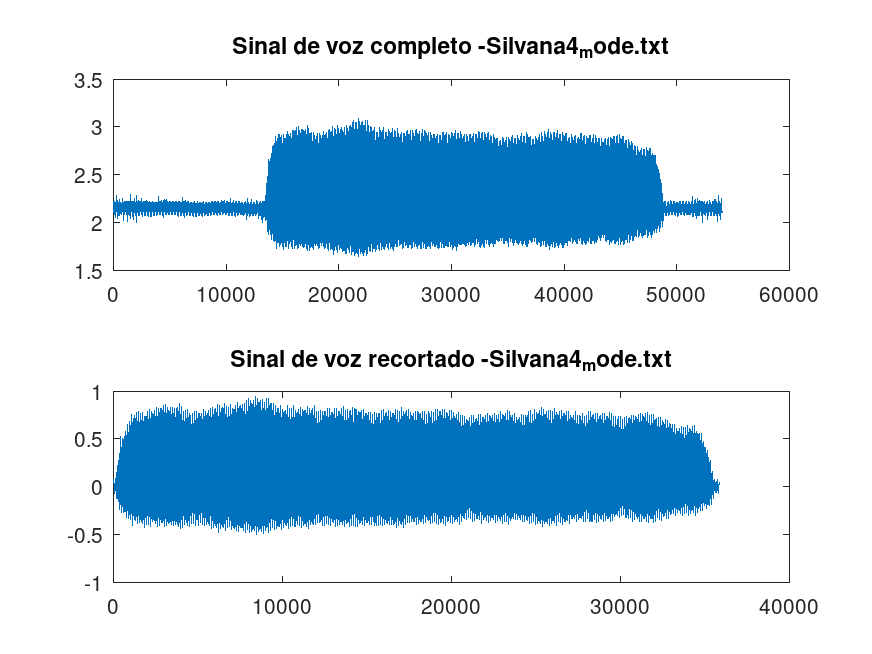 Sinal de voz completo -Silvana4mode.txt
3.5
3
2.5
2
1.5
0 10000 20000 30000 40000 50000 60000
Sinal de voz recortado -Silvana4mode.txt
1
0.5
0
-0.5
-1
0 10000 20000 30000 40000